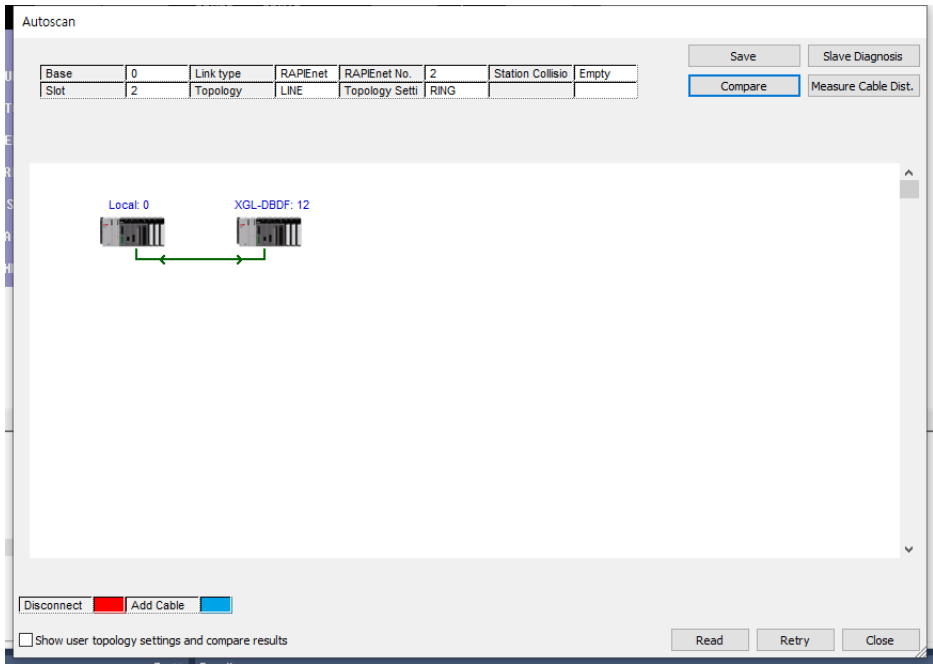 Autoscan
Save Slave Diagnosis
Base 0 Link type RAPIEnet RAPIEnet No. 2 Station Collisio Empty
Slot 2 Topology LINE Topology Setti RING
Compare Measure Cable Dist.
Local: 0 XGL-DBDF: 12
Disconnect Add Cable
Show user topology settings and compare results
Read Retry Close